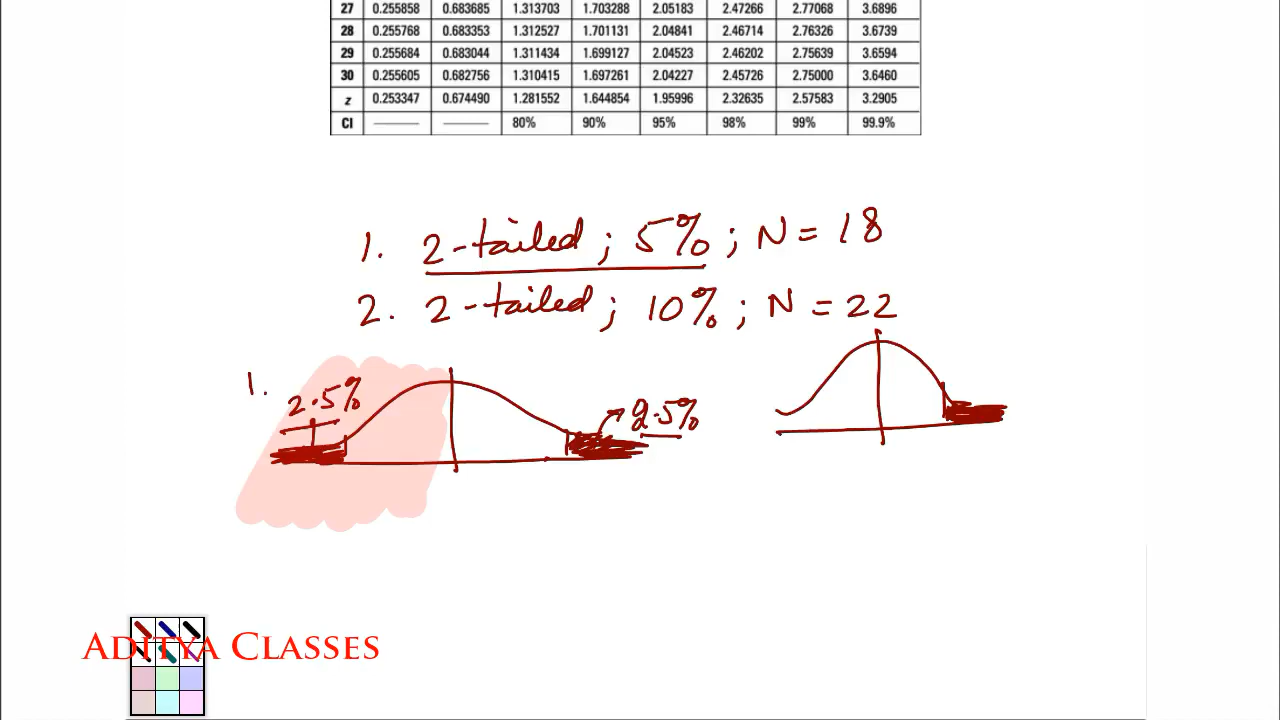 27 0.255858 0.683685 1.313703 1.703288 2.05183 2.47266 2.77068 3.6896
28 0.255768 0.683353 1.312527 1.701131 2.04841 2.46714 2.76326 3.6739
29 0.255684 0.683044 1.311434 1.699127 2.04523 2.46202 2.75639 3.6594
30 0.255605 0.682756 1.310415 1.697261 2.04227 2.45726 2.75000 3.6460
z 0.253347 0.674490 1.281552 1.644854 1.95996 2.32635 2.57583 3.2905
CI 80% 90% 95% 98% 99% 99.9%
1. 2-tailed ; 5% ; N = 18
2. 2-tailed ; 10% ; N = 22
1.
2.5%
2.5%
ADITYA CLASSES